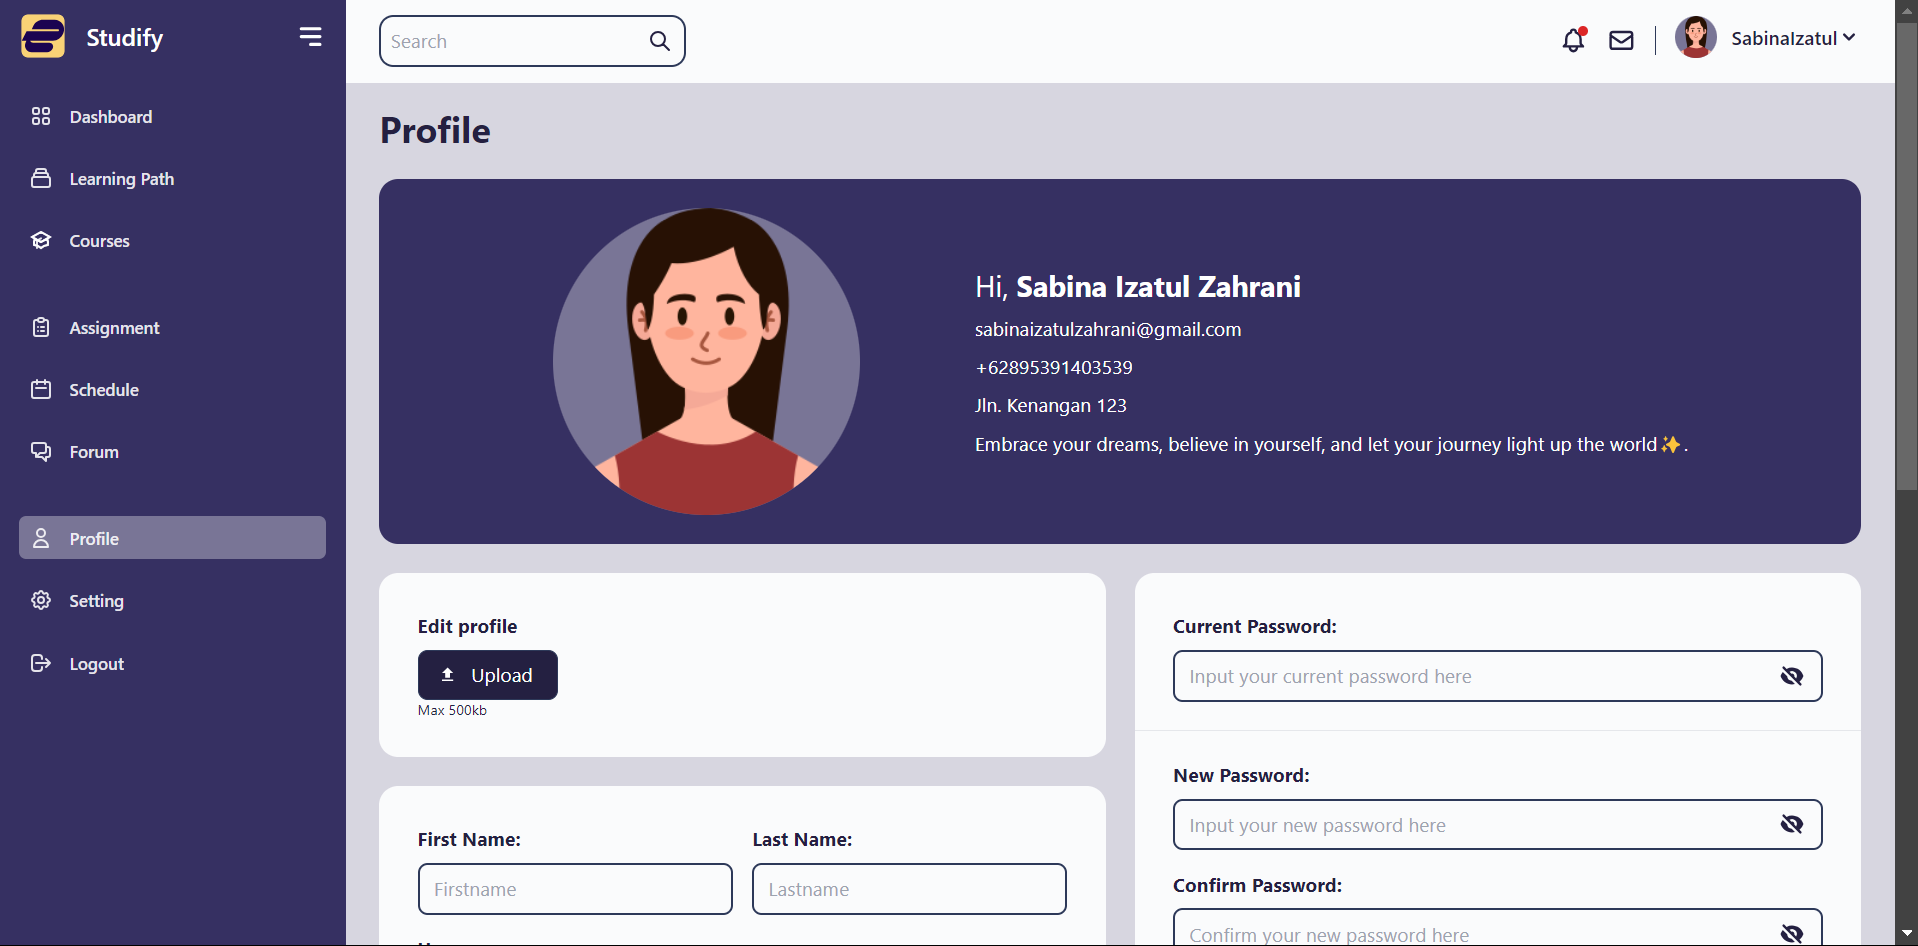 Studify
Search
SabinaIzatul
Dashboard
Learning Path
Courses
Assignment
Schedule
Forum
Profile
Setting
Logout
Profile
Hi, Sabina Izatul Zahrani
sabinaizatulzahrani@gmail.com
+62895391403539
Jln. Kenangan 123
Embrace your dreams, believe in yourself, and let your journey light up the world✨.
Edit profile
Upload
Max 500kb
First Name:
Last Name:
Firstname
Lastname
Current Password:
Input your current password here
New Password:
Input your new password here
Confirm Password:
Confirm your new password here